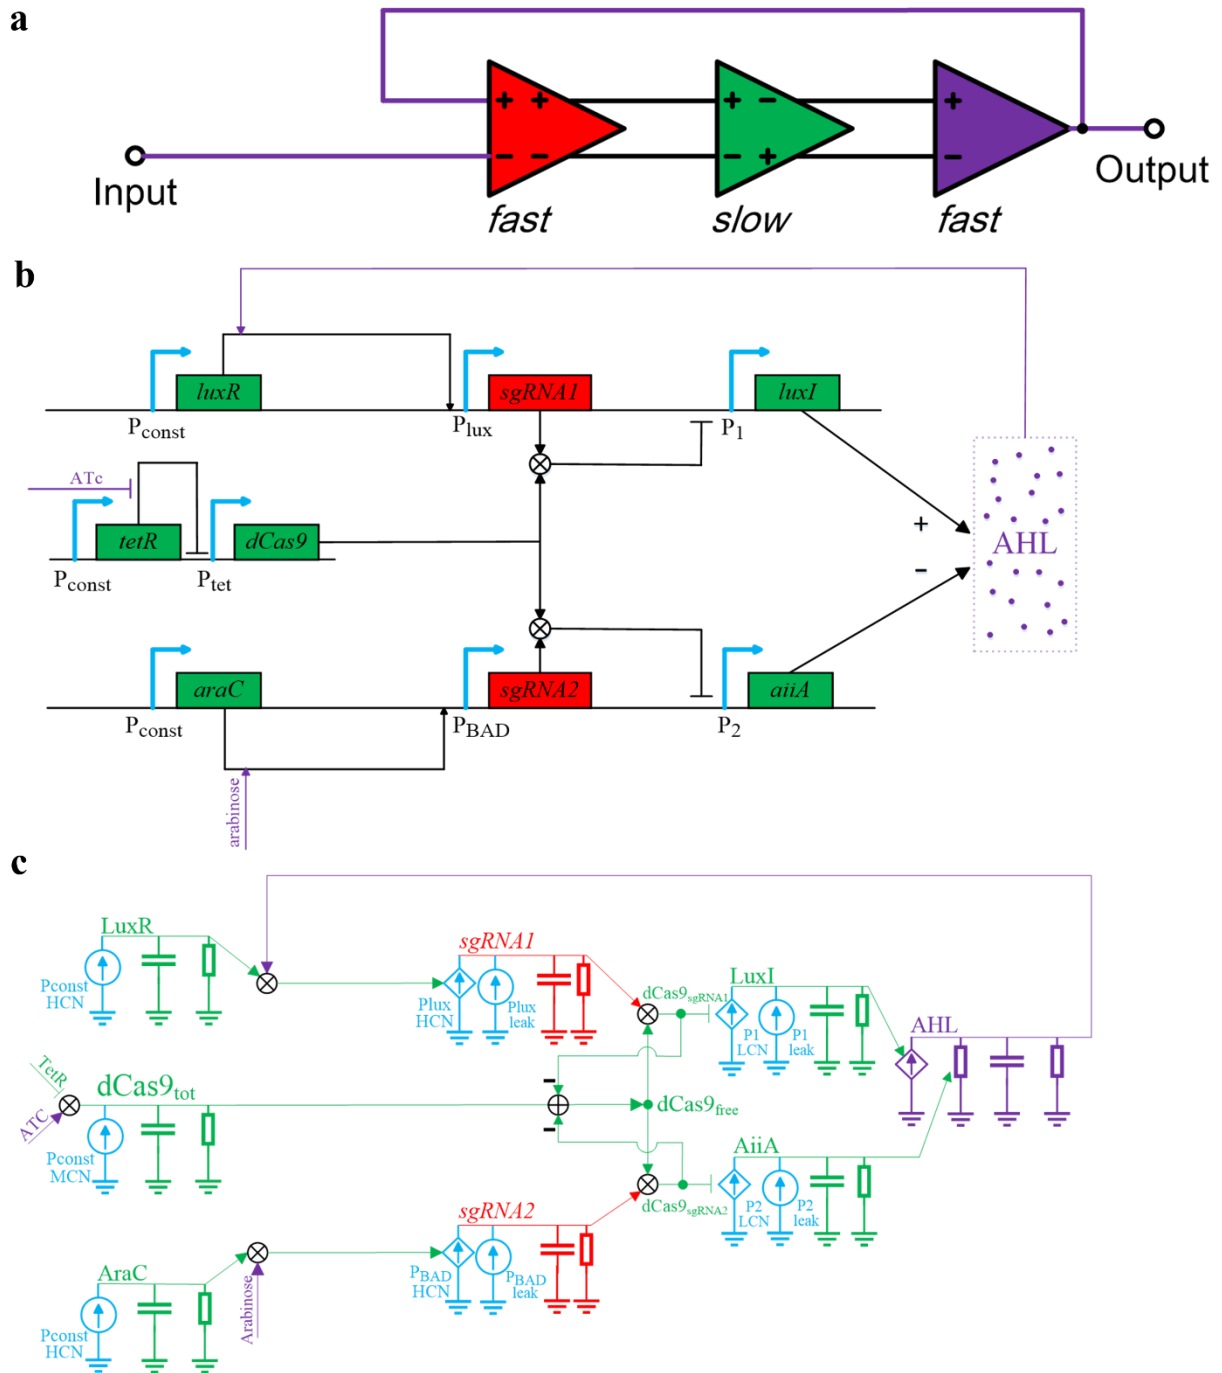 a
+ +
+ −
+
− −
− +
−
Input
Output
fast
slow
fast
b
luxR
sgRNA1
luxI
Pconst
Plux
P1
ATc
tetR
dCas9
Pconst
Ptet
+
AHL
−
araC
sgRNA2
aiiA
Pconst
PBAD
P2
arabinose
c
LuxR
Pconst
HCN
sgRNA1
Plux
HCN
Plux
leak
dCas9sgRNA1
LuxI
P1
LCN
P1
leak
AHL
TetR
ATC
dCas9tot
Pconst
MCN
−
−
dCas9free
AiiA
dCas9sgRNA2
P2
LCN
P2
leak
sgRNA2
PBAD
HCN
PBAD
leak
AraC
Pconst
HCN
Arabinose